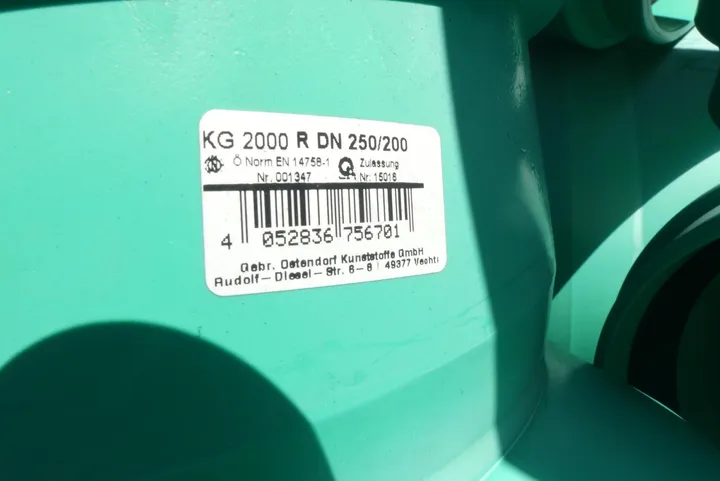 KG 2000 R DN 250/200
Ö Norm EN 14758-1
Nr. 001347
Zulassung
Nr. 15018
4 052836 756701
Gebr. Ostendorf Kunststoffe GmbH
Rudolf-Diesel-Str. 6-8 | 49377 Vechta